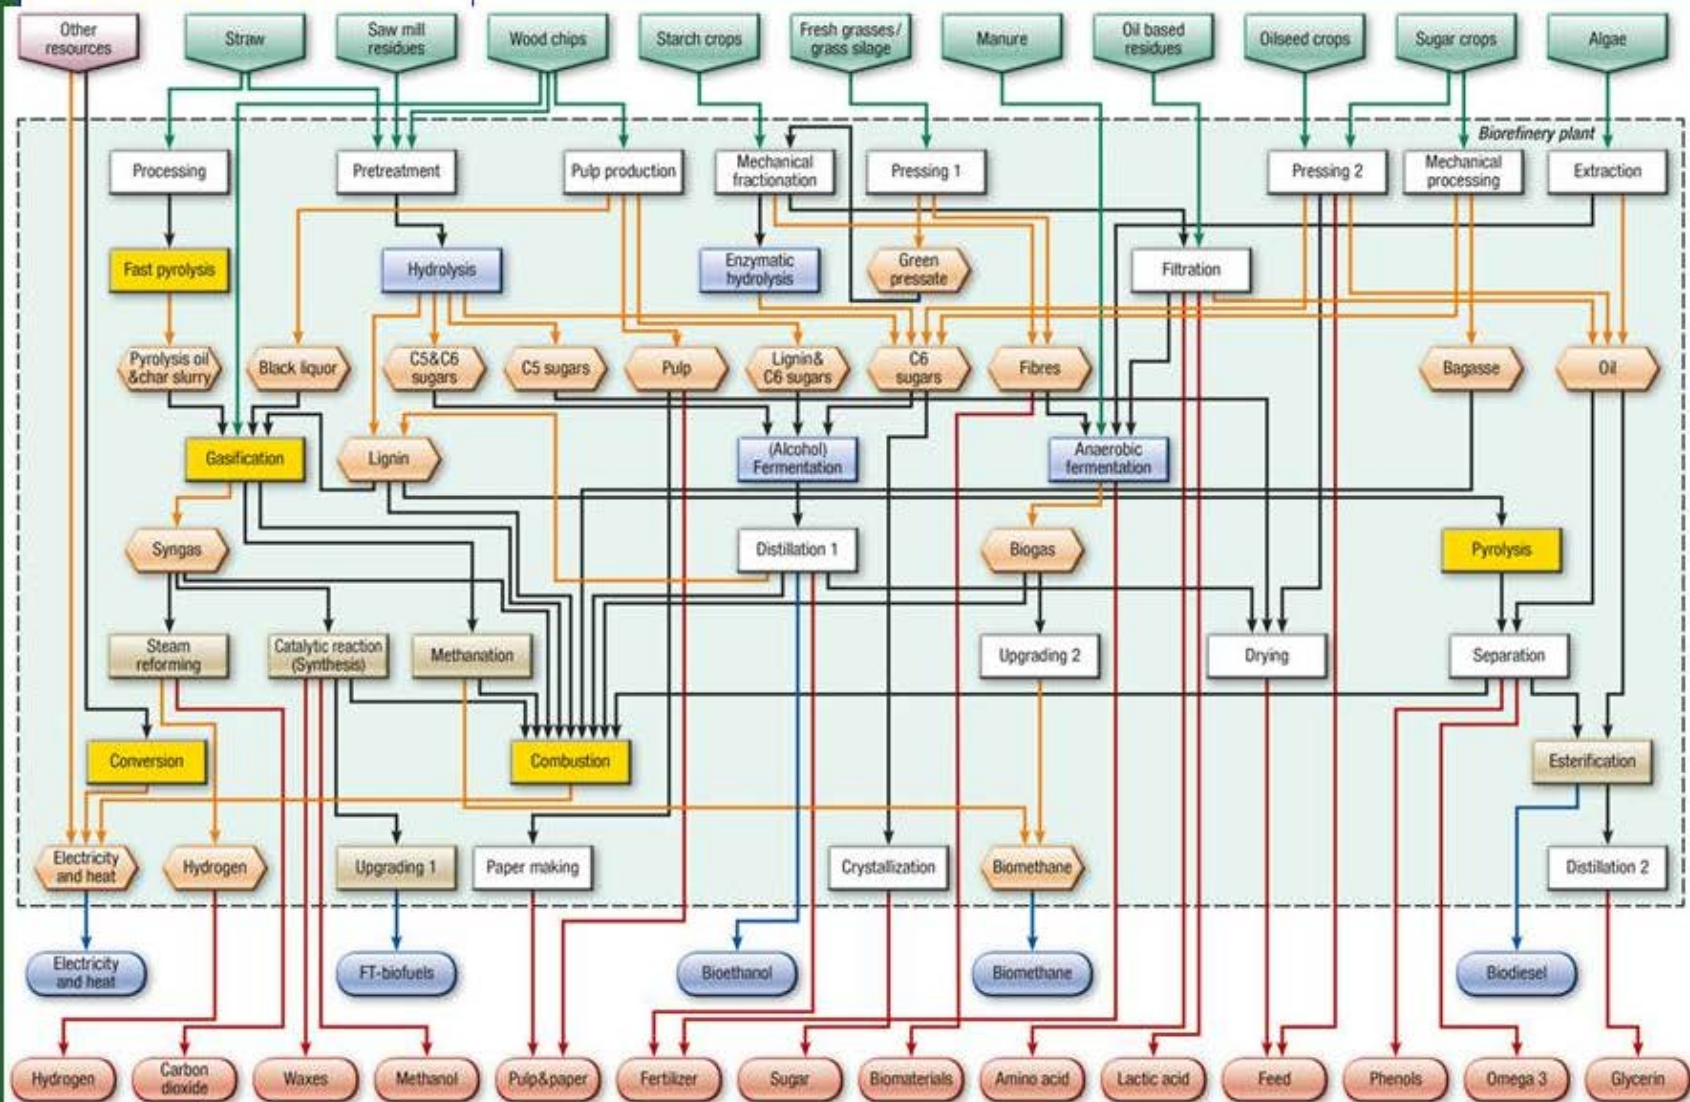 Other
resources
Straw
Saw mill
residues
Wood chips
Starch crops
Fresh grasses/
grass silage
Manure
Oil based
residues
Oilseed crops
Sugar crops
Algae
Biorefinery plant
Processing
Pretreatment
Pulp production
Mechanical
fractionation
Pressing 1
Pressing 2
Mechanical
processing
Extraction
Fast pyrolysis
Hydrolysis
Enzymatic
hydrolysis
Green
pressate
Filtration
Pyrolysis oil
&char slurry
Black liquor
C5&C6
sugars
C5 sugars
Pulp
Lignin&
C6 sugars
C6
sugars
Fibres
Bagasse
Oil
Gasification
Lignin
(Alcohol)
Fermentation
Anaerobic
fermentation
Syngas
Distillation 1
Biogas
Pyrolysis
Steam
reforming
Catalytic reaction
(Synthesis)
Methanation
Upgrading 2
Drying
Separation
Conversion
Combustion
Esterification
Electricity
and heat
Hydrogen
Upgrading 1
Paper making
Crystallization
Biomethane
Distillation 2
Electricity
and heat
FT-biofuels
Bioethanol
Biomethane
Biodiesel
Hydrogen
Carbon
dioxide
Waxes
Methanol
Pulp&paper
Fertilizer
Sugar
Biomaterials
Amino acid
Lactic acid
Feed
Phenols
Omega 3
Glycerin